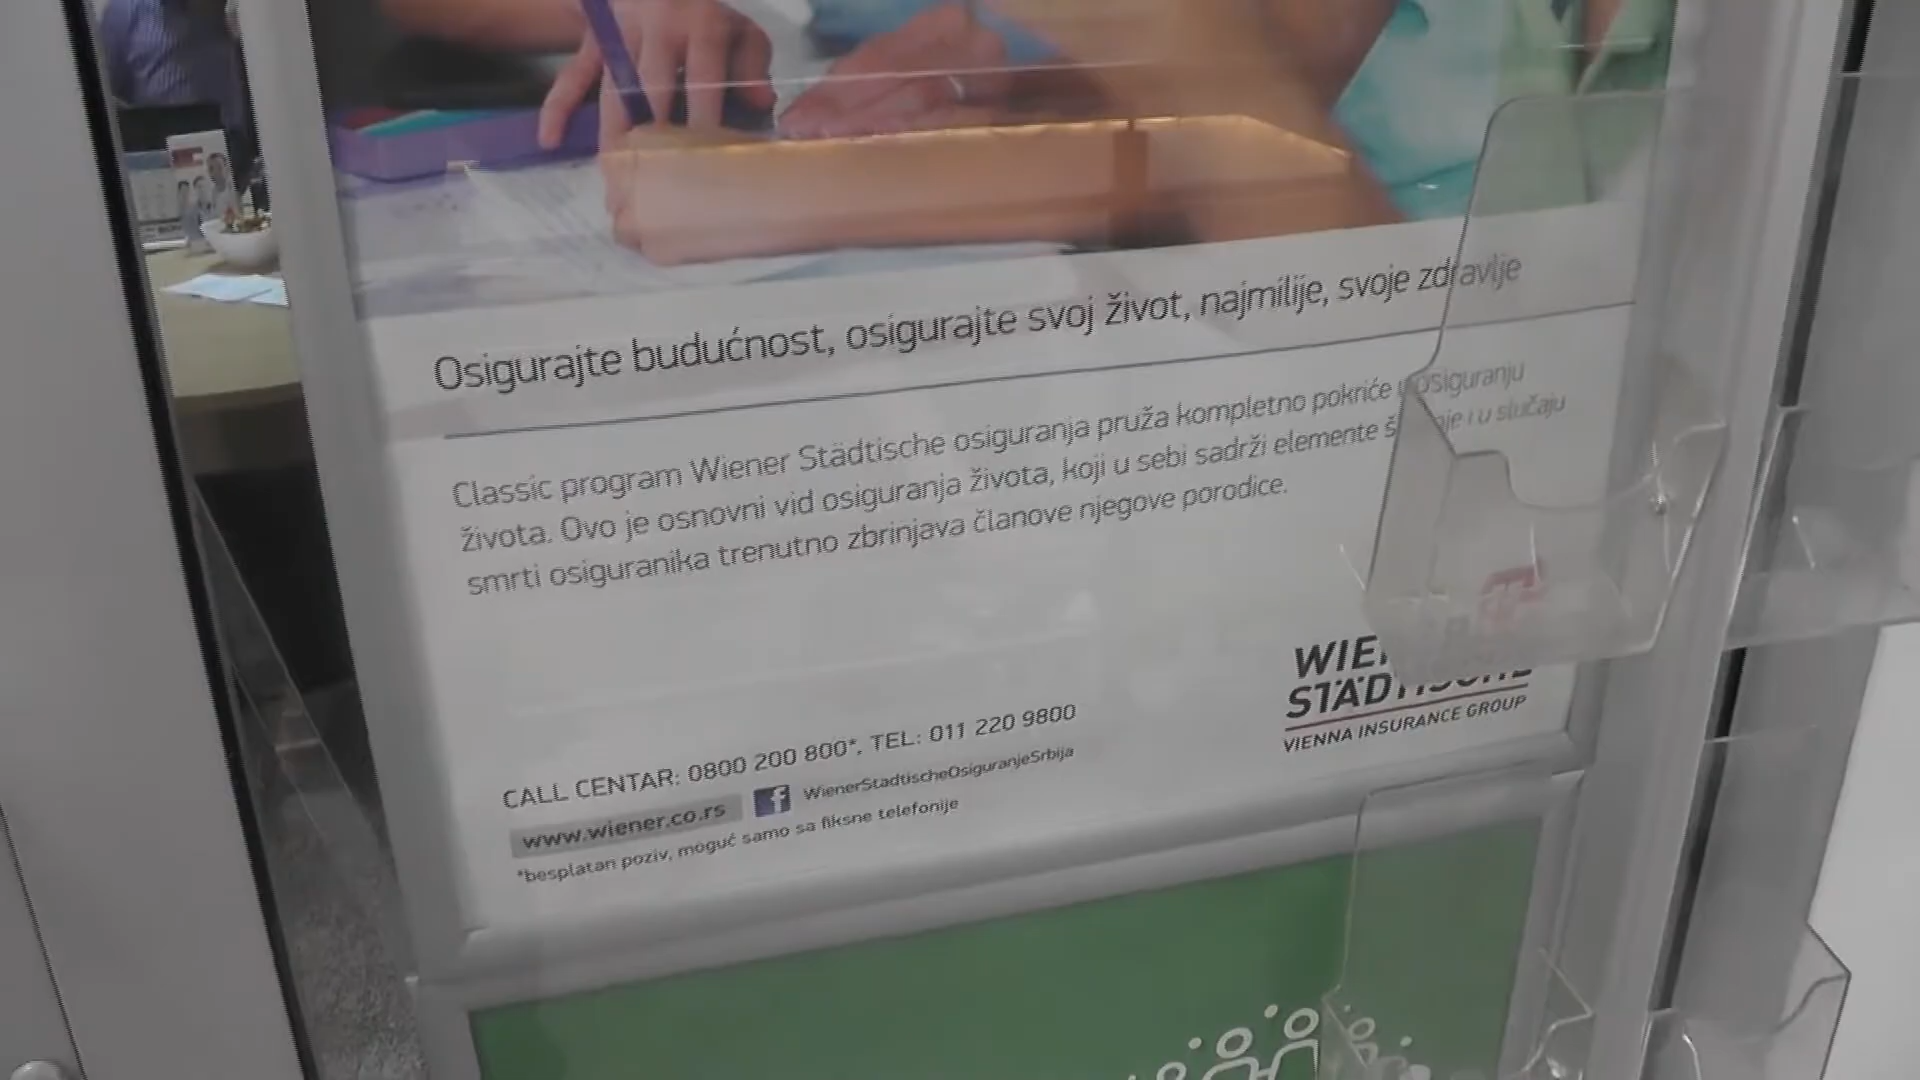 Osigurajte budućnost, osigurajte svoj život, najmilije, svoje zdravlje
Classic program Wiener Städtische osiguranja pruža kompletno pokriće u osiguranju
života. Ovo je osnovni vid osiguranja života, koji u sebi sadrži elemente i u slučaju
smrti osiguranika trenutno zbrinjava članove njegove porodice.
CALL CENTAR: 0800 200 800*, TEL: 011 220 9800
www.wiener.co.rs WienerStadtischeOsiguranjeSrbija
*besplatan poziv, moguć samo sa fiksne telefonije
VIENNA INSURANCE GROUP